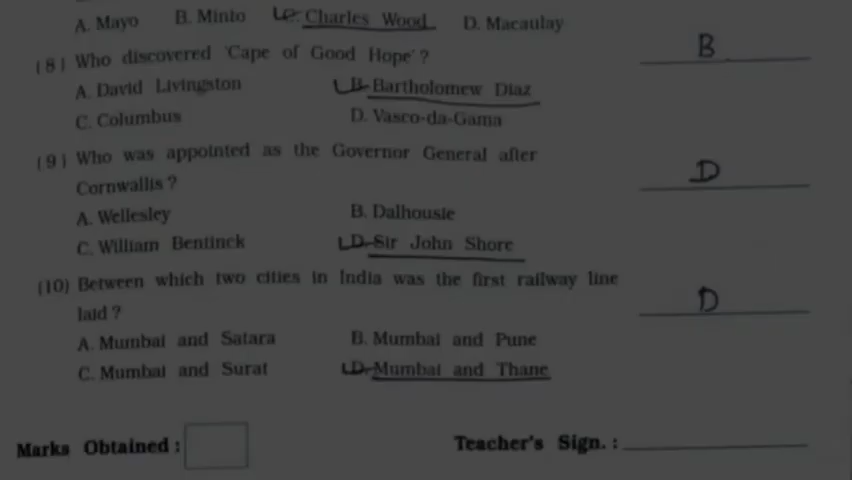 A. Mayo B. Minto C. Charles Wood D. Macaulay
(8) Who discovered 'Cape of Good Hope' ? B
A. David Livingston B. Bartholomew Diaz
C. Columbus D. Vasco-da-Gama
(9) Who was appointed as the Governor General after
Cornwallis ? D
A. Wellesley B. Dalhousie
C. William Bentinck D. Sir John Shore
(10) Between which two cities in India was the first railway line
laid ? D
A. Mumbai and Satara B. Mumbai and Pune
C. Mumbai and Surat D. Mumbai and Thane
Marks Obtained : Teacher's Sign. :